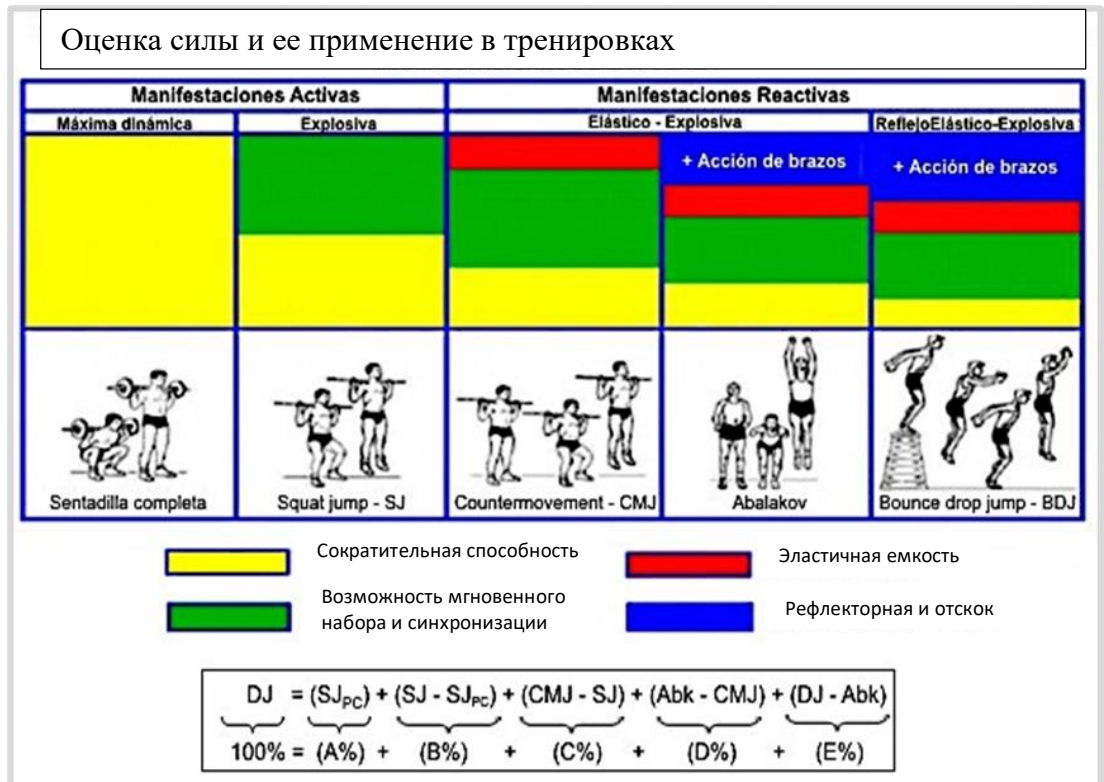 Оценка силы и ее применение в тренировках
Manifestaciones Activas
Manifestaciones Reactivas
Máxima dinámica
Explosiva
Elástico - Explosiva
ReflejoElástico-Explosiva
+ Acción de brazos
+ Acción de brazos
Sentadilla completa
Squat jump - SJ
Countermovement - CMJ
Abalakov
Bounce drop jump - BDJ
Сократительная способность
Эластичная емкость
Возможность мгновенного
набора и синхронизации
Рефлекторная и отскок
DJ = (SJPC) + (SJ - SJPC) + (CMJ - SJ) + (Abk - CMJ) + (DJ - Abk)
100% = (A%) + (B%) + (C%) + (D%) + (E%)